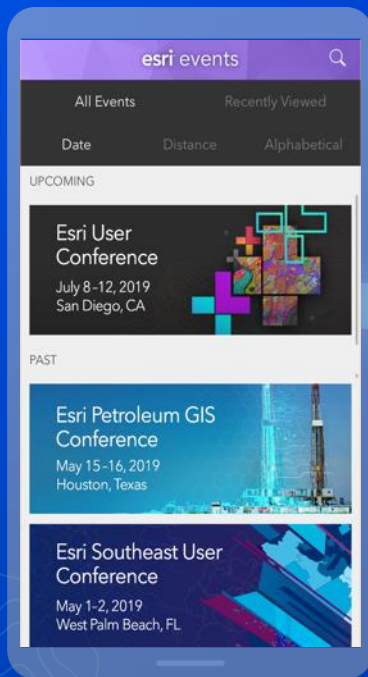 esri events
All Events Recently Viewed
Date Distance Alphabetical
UPCOMING
Esri User
Conference
July 8-12, 2019
San Diego, CA
PAST
Esri Petroleum GIS
Conference
May 15-16, 2019
Houston, Texas
Esri Southeast User
Conference
May 1-2, 2019
West Palm Beach, FL